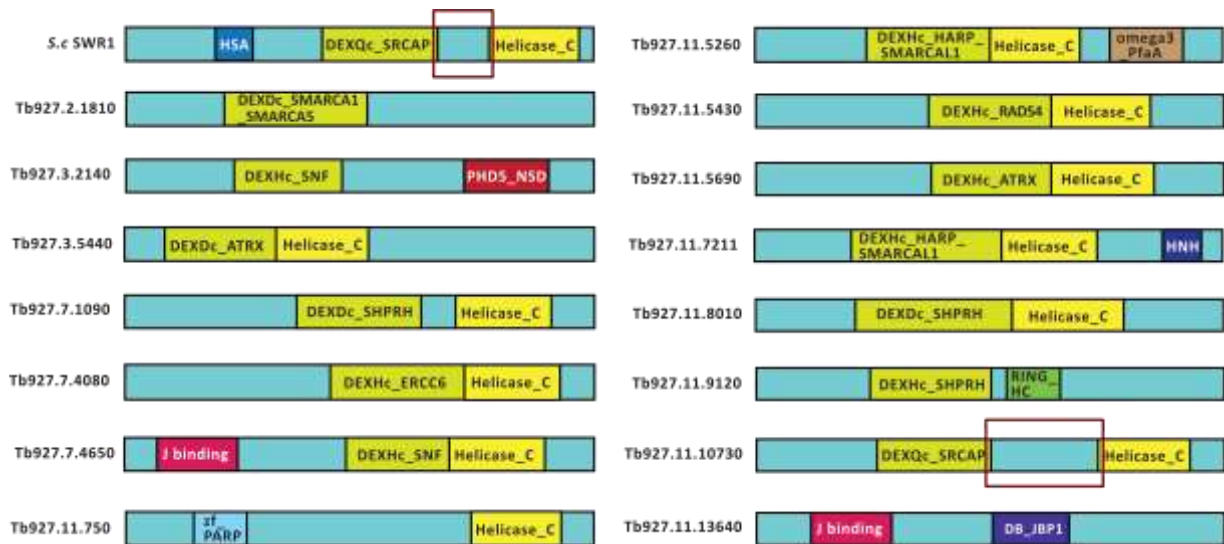 S.c SWR1
HSA
DEXQc_SRCAP
Helicase_C
Tb927.2.1810
DEXDc_SMARCA1
_SMARCA5
Tb927.3.2140
DEXHc_SNF
PHD5_NSD
Tb927.3.5440
DEXDc_ATRX
Helicase_C
Tb927.7.1090
DEXDc_SHPRH
Helicase_C
Tb927.7.4080
DEXHc_ERCC6
Helicase_C
Tb927.7.4650
J binding
DEXHc_SNF
Helicase_C
Tb927.11.750
zf_
PARP
Helicase_C
Tb927.11.5260
DEXHc_HARP_
SMARCAL1
Helicase_C
omega3
_PfaA
Tb927.11.5430
DEXHc_RAD54
Helicase_C
Tb927.11.5690
DEXHc_ATRX
Helicase_C
Tb927.11.7211
DEXHc_HARP_
SMARCAL1
Helicase_C
HNH
Tb927.11.8010
DEXDc_SHPRH
Helicase_C
Tb927.11.9120
DEXHc_SHPRH
RING_
HC
Tb927.11.10730
DEXQc_SRCAP
Helicase_C
Tb927.11.13640
J binding
DB_JBP1